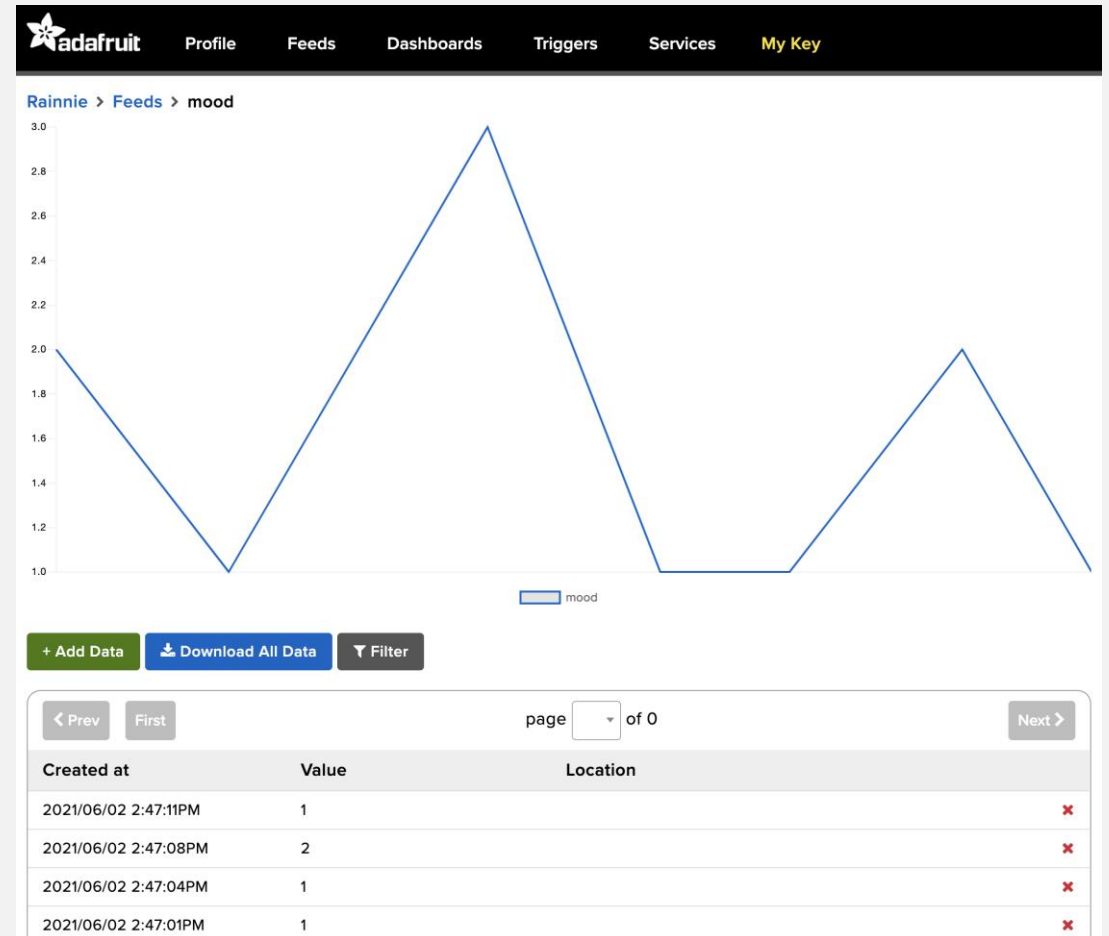 adafruit Profile Feeds Dashboards Triggers Services My Key
Rainnie > Feeds > mood
3.0
2.8
2.6
2.4
2.2
2.0
1.8
1.6
1.4
1.2
1.0
mood
+ Add Data Download All Data Filter
Prev First page of 0 Next
Created at Value Location
2021/06/02 2:47:11PM 1
2021/06/02 2:47:08PM 2
2021/06/02 2:47:04PM 1
2021/06/02 2:47:01PM 1